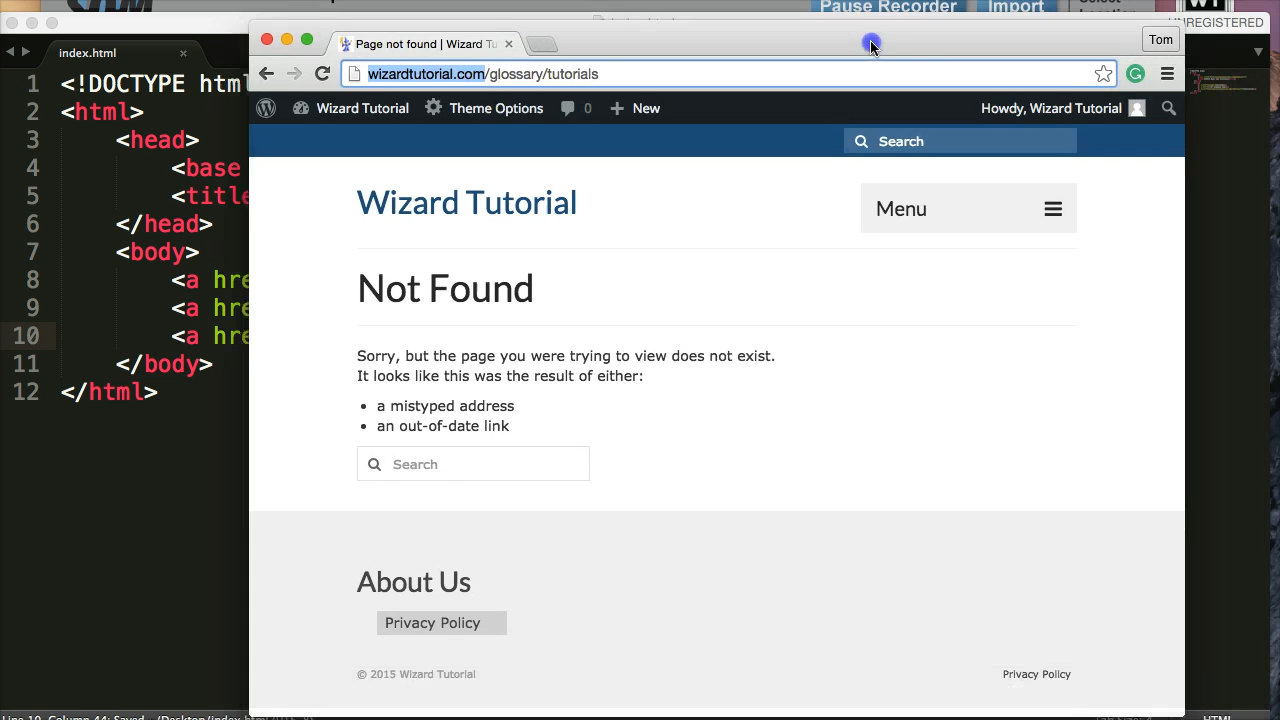 Pause Recorder Import Select
UNREGISTERED
index.html
Page not found | Wizard Tu
Tom
wizardtutorial.com/glossary/tutorials
Wizard Tutorial Theme Options 0 New Howdy, Wizard Tutorial
Search
1 <!DOCTYPE htm
2 <html>
3 <head>
4 <base
5 <title
6 </head>
7 <body>
8 <a hre
9 <a hre
10 <a hre
11 </body>
12 </html>
Wizard Tutorial
Menu
Not Found
Sorry, but the page you were trying to view does not exist.
It looks like this was the result of either:
• a mistyped address
• an out-of-date link
Search
About Us
Privacy Policy
© 2015 Wizard Tutorial
Privacy Policy